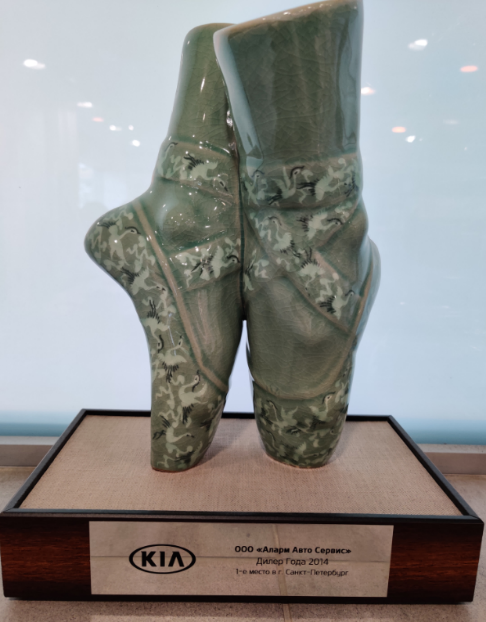 KIA
ООО «Аларм Авто Сервис»
Дилер Года 2014
1-е место в г. Санкт-Петербург